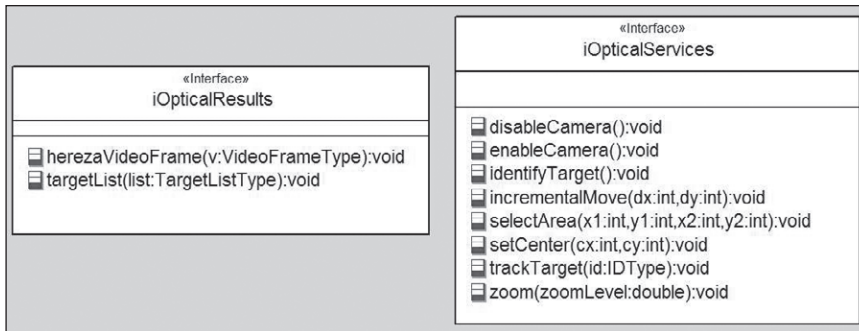 «Interface»
iOpticalResults
herezaVideoFrame(v:VideoFrameType):void
targetList(list:TargetListType):void
«Interface»
iOpticalServices
disableCamera():void
enableCamera():void
identifyTarget():void
incrementalMove(dx:int,dy:int):void
selectArea(x1:int,y1:int,x2:int,y2:int):void
setCenter(cx:int,cy:int):void
trackTarget(id:IDType):void
zoom(zoomLevel:double):void